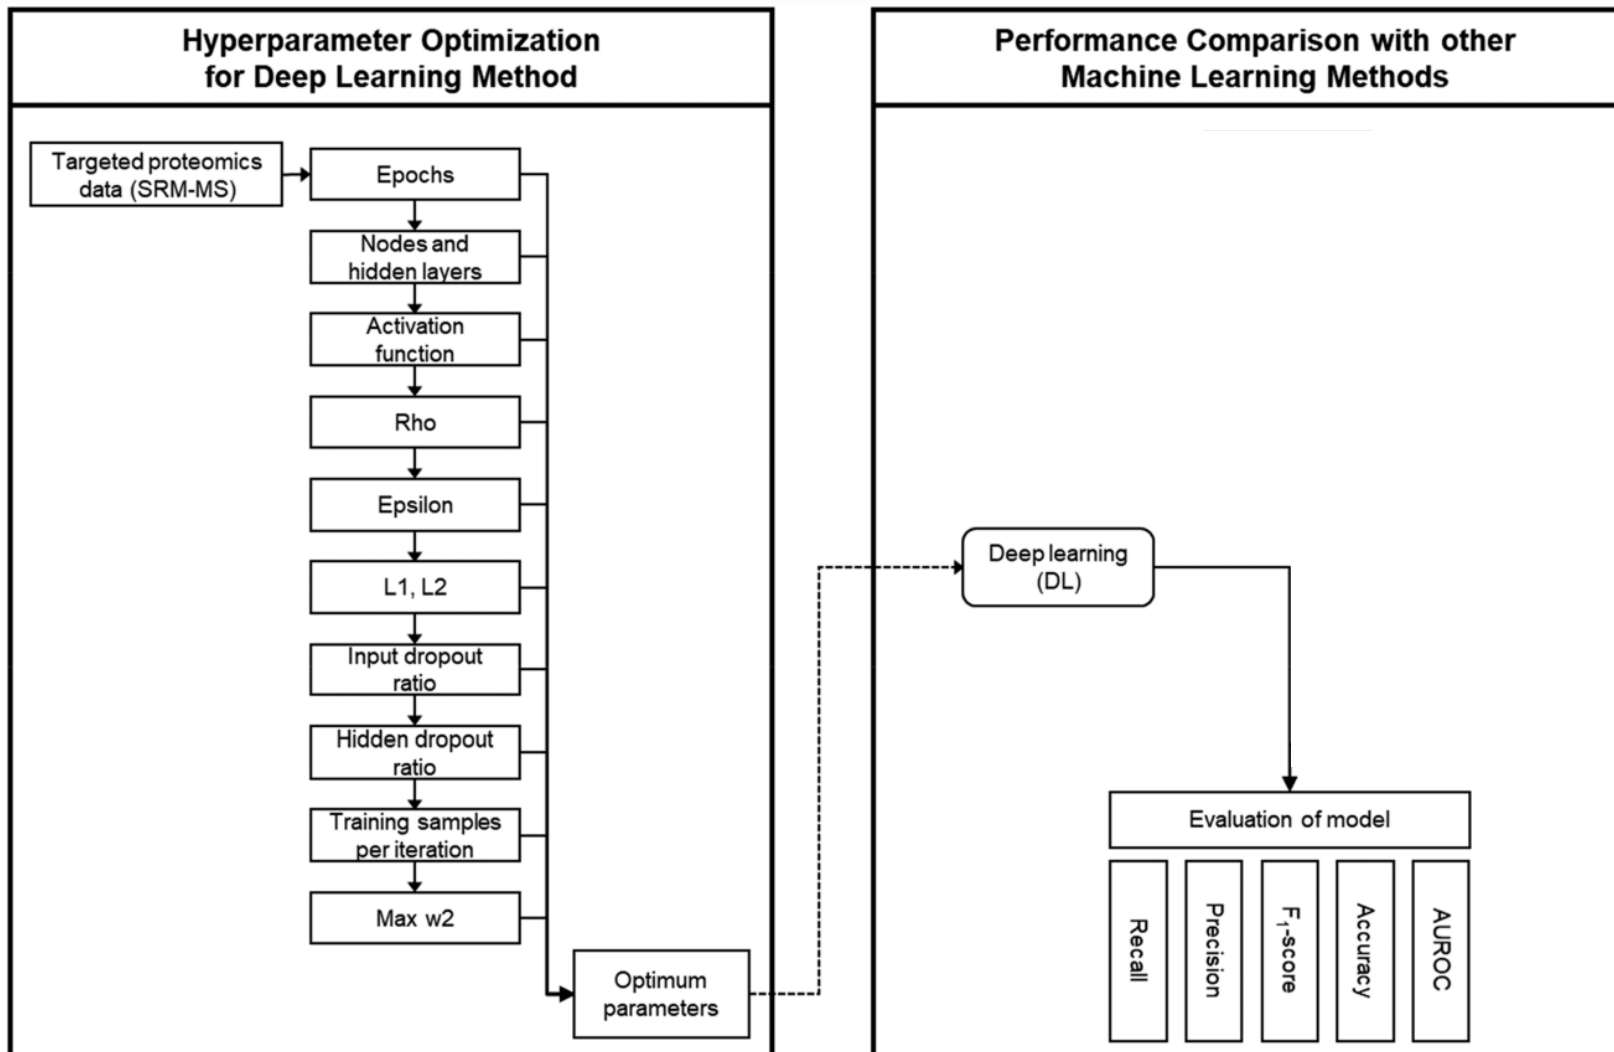 Hyperparameter Optimization
for Deep Learning Method
Targeted proteomics
data (SRM-MS)
Epochs
Nodes and
hidden layers
Activation
function
Rho
Epsilon
L1, L2
Input dropout
ratio
Hidden dropout
ratio
Training samples
per iteration
Max w2
Optimum
parameters
Performance Comparison with other
Machine Learning Methods
Deep learning
(DL)
Evaluation of model
Recall
Precision
F₁-score
Accuracy
AUROC